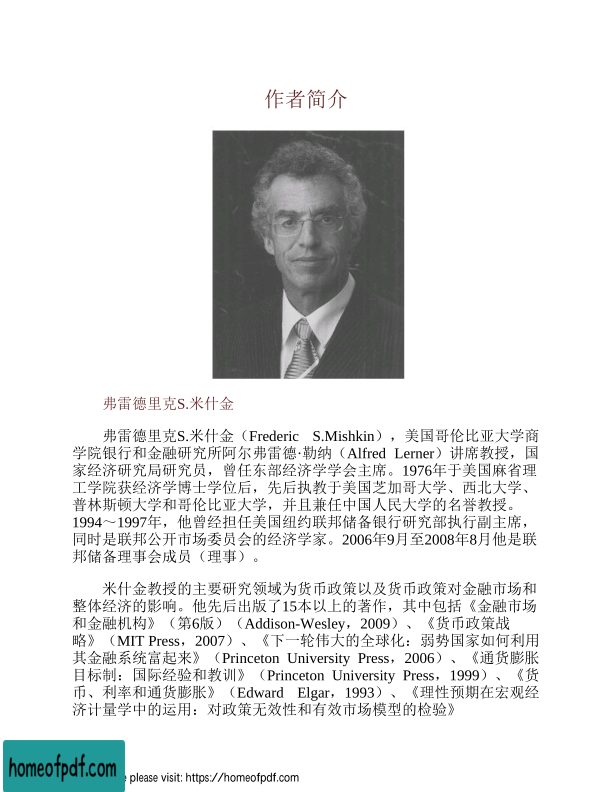 作者简介
弗雷德里克S.米什金
弗雷德里克S.米什金（Frederic S.Mishkin），美国哥伦比亚大学商
学院银行和金融研究所阿尔弗雷德·勒纳（Alfred Lerner）讲席教授，国
家经济研究局研究员，曾任东部经济学学会主席。1976年于美国麻省理
工学院获经济学博士学位后，先后执教于美国芝加哥大学、西北大学、
普林斯顿大学和哥伦比亚大学，并且兼任中国人民大学的名誉教授。
1994～1997年，他曾经担任美国纽约联邦储备银行研究部执行副主席，
同时是联邦公开市场委员会的经济学家。2006年9月至2008年8月他是联
邦储备理事会成员（理事）。
米什金教授的主要研究领域为货币政策以及货币政策对金融市场和
整体经济的影响。他先后出版了15本以上的著作，其中包括《金融市场
和金融机构》（第6版）（Addison-Wesley，2009）、《货币政策战
略》（MIT Press，2007）、《下一轮伟大的全球化：弱势国家如何利用
其金融系统富起来》（Princeton University Press，2006）、《通货膨胀
目标制：国际经验和教训》（Princeton University Press，1999）、《货
币、利率和通货膨胀》（Edward Elgar，1993）、《理性预期在宏观经
济计量学中的运用：对政策无效性和有效市场模型的检验》
homeofpdf.com
please visit: https://homeofpdf.com